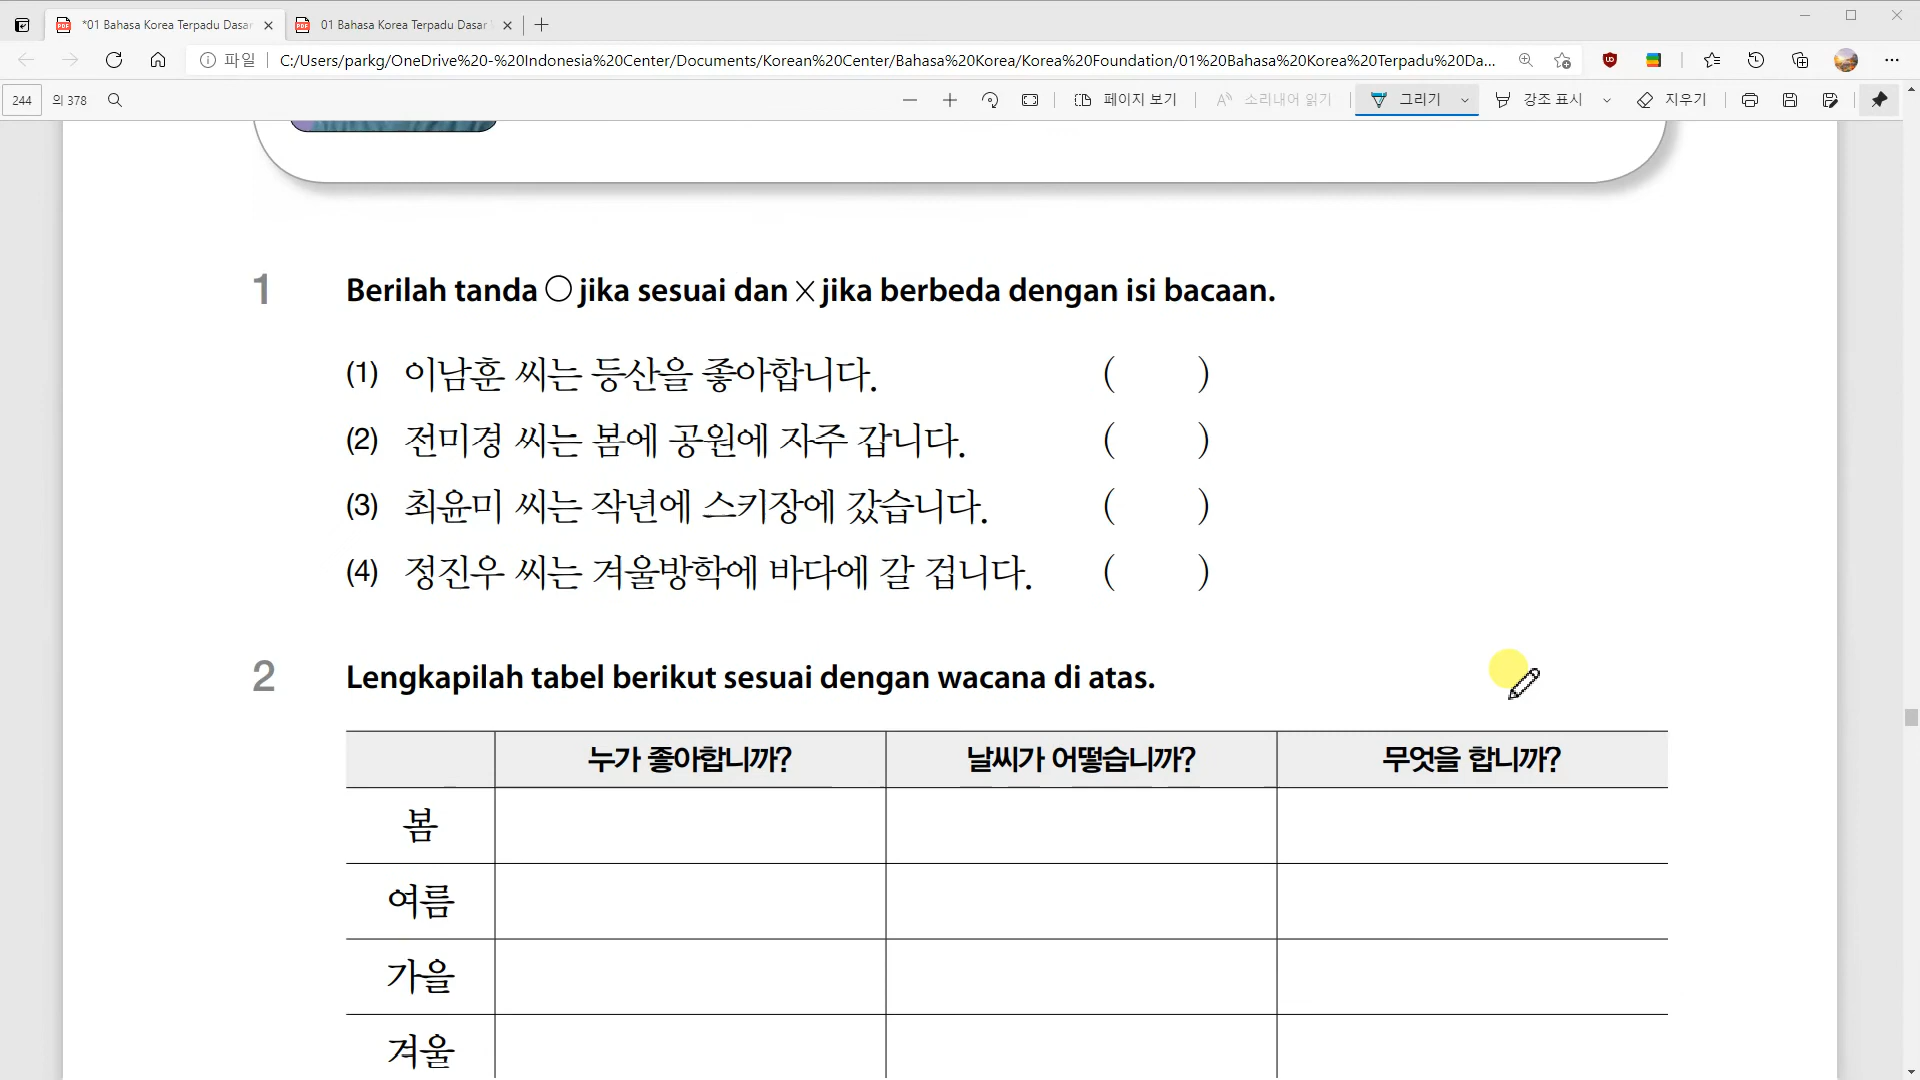 *01 Bahasa Korea Terpadu Dasar
01 Bahasa Korea Terpadu Dasar
파일
C:/Users/parkg/OneDrive%20-%20Indonesia%20Center/Documents/Korean%20Center/Bahasa%20Korea/Korea%20Foundation/01%20Bahasa%20Korea%20Terpadu%20Da...
244 의 378 페이지 보기 소리내어 읽기 그리기 강조 표시 지우기
1 Berilah tanda ○ jika sesuai dan × jika berbeda dengan isi bacaan.
(1) 이남훈 씨는 등산을 좋아합니다. ( )
(2) 전미경 씨는 봄에 공원에 자주 갑니다. ( )
(3) 최윤미 씨는 작년에 스키장에 갔습니다. ( )
(4) 정진우 씨는 겨울방학에 바다에 갈 겁니다. ( )
2 Lengkapilah tabel berikut sesuai dengan wacana di atas.
누가 좋아합니까? 날씨가 어떻습니까? 무엇을 합니까?
봄
여름
가을
겨울